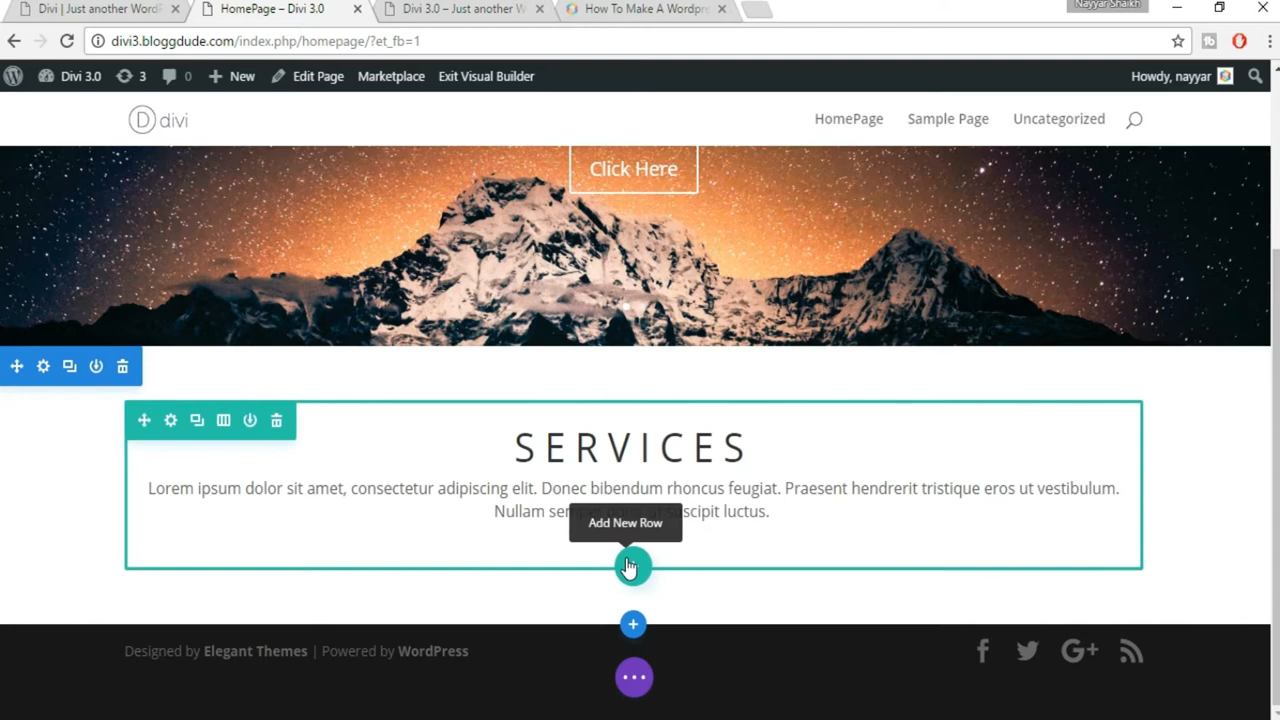 Divi | Just another WordP
HomePage – Divi 3.0
Divi 3.0 – Just another W
How To Make A Wordpr
Nayyar Shaikh
divi3.bloggdude.com/index.php/homepage/?et_fb=1
Divi 3.0
3
0
New
Edit Page
Marketplace
Exit Visual Builder
Howdy, nayyar
D divi
HomePage
Sample Page
Uncategorized
Click Here
SERVICES
Lorem ipsum dolor sit amet, consectetur adipiscing elit. Donec bibendum rhoncus feugiat. Praesent hendrerit tristique eros ut vestibulum.
Nullam semper suscipit luctus.
Add New Row
Designed by Elegant Themes | Powered by WordPress